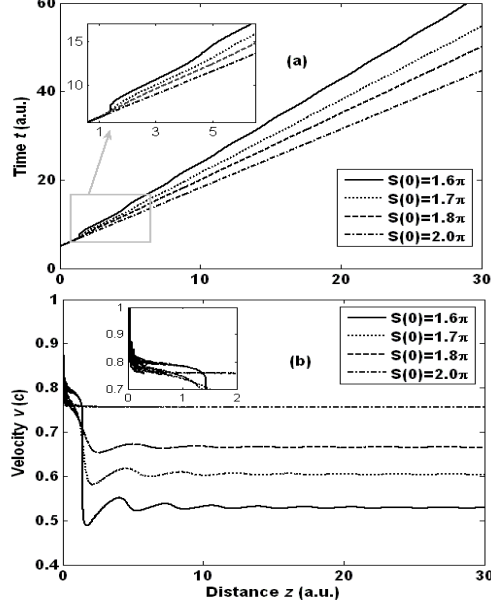 60
40
20
0
Time t (a.u.)
15
10
1
3
5
(a)
S(0)=1.6π
S(0)=1.7π
S(0)=1.8π
S(0)=2.0π
0
10
20
30
1
0.9
0.8
0.7
0.6
0.5
0.4
Velocity v (c)
1
0.9
0.8
0.7
0
1
2
(b)
S(0)=1.6π
S(0)=1.7π
S(0)=1.8π
S(0)=2.0π
0
5
10
15
20
25
30
Distance z (a.u.)